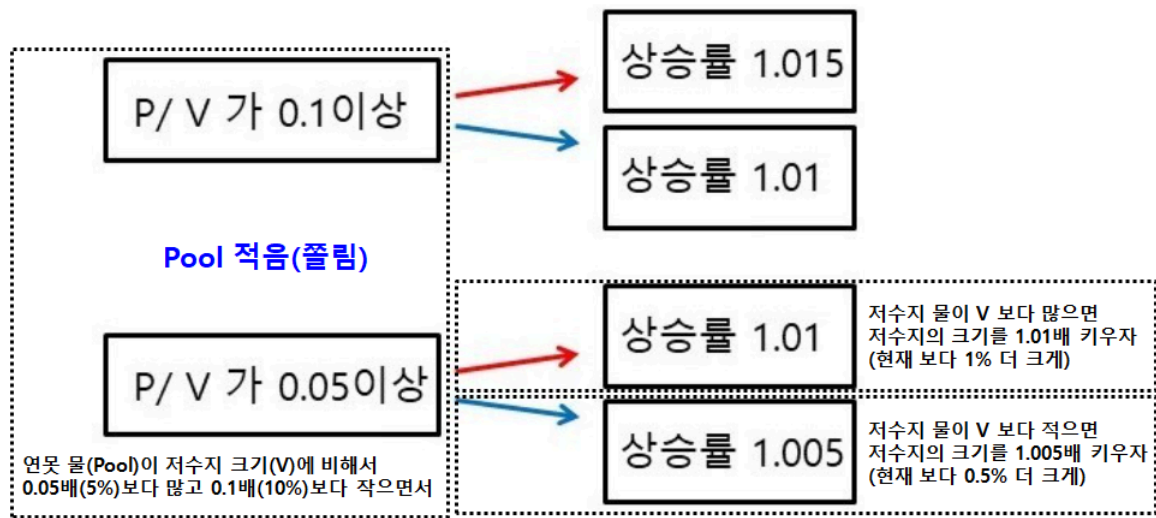 상승률 1.015
P/ V 가 0.1이상
상승률 1.01
Pool 적음(쫄림)
상승률 1.01
저수지 물이 V 보다 많으면
저수지의 크기를 1.01배 키우자
(현재 보다 1% 더 크게)
P/ V 가 0.05이상
상승률 1.005
저수지 물이 V 보다 적으면
저수지의 크기를 1.005배 키우자
(현재 보다 0.5% 더 크게)
연못 물(Pool)이 저수지 크기(V)에 비해서
0.05배(5%)보다 많고 0.1배(10%)보다 작으면서